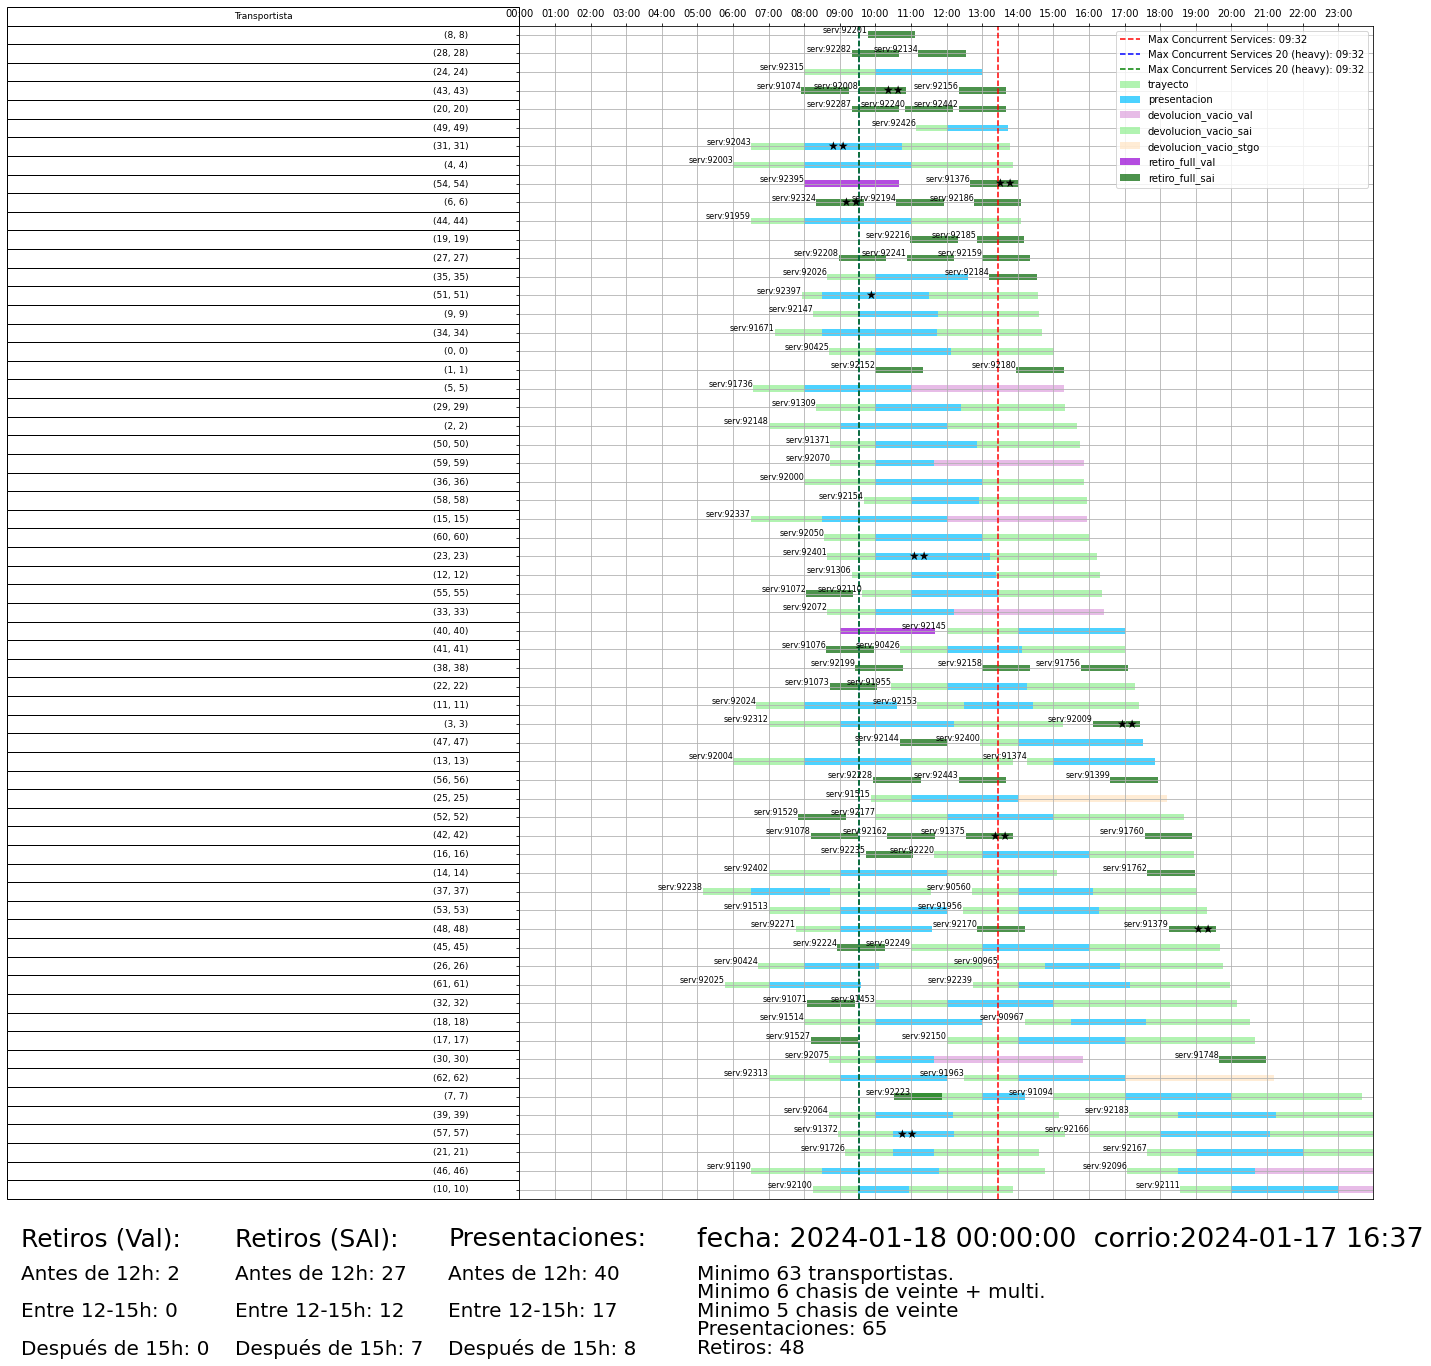 Transportista
00:00 01:00 02:00 03:00 04:00 05:00 06:00 07:00 08:00 09:00 10:00 11:00 12:00 13:00 14:00 15:00 16:00 17:00 18:00 19:00 20:00 21:00 22:00 23:00
Max Concurrent Services: 09:32
Max Concurrent Services 20 (heavy): 09:32
Max Concurrent Services 20 (heavy): 09:32
trayecto
presentacion
devolucion_vacio_val
devolucion_vacio_sai
devolucion_vacio_stgo
retiro_full_val
retiro_full_sai
(8, 8) serv:92201
(28, 28) serv:92282 serv:92134
(24, 24) serv:92315
(43, 43) serv:91074 serv:92008 serv:92156
(20, 20) serv:92287 serv:92240 serv:92442
(49, 49) serv:92426
(31, 31) serv:92043
(4, 4) serv:92003
(54, 54) serv:92395 serv:91376
(6, 6) serv:92324 serv:92194 serv:92186
(44, 44) serv:91959
(19, 19) serv:92216 serv:92185
(27, 27) serv:92208 serv:92241 serv:92159
(35, 35) serv:92026 serv:92184
(51, 51) serv:92397
(9, 9) serv:92147
(34, 34) serv:91671
(0, 0) serv:90425
(1, 1) serv:92152 serv:92180
(5, 5) serv:91736
(29, 29) serv:91309
(2, 2) serv:92148
(50, 50) serv:91371
(59, 59) serv:92070
(36, 36) serv:92000
(58, 58) serv:92154
(15, 15) serv:92337
(60, 60) serv:92050
(23, 23) serv:92401
(12, 12) serv:91306
(55, 55) serv:91072 serv:92110
(33, 33) serv:92072
(40, 40) serv:92145
(41, 41) serv:91076 serv:90426
(38, 38) serv:92199 serv:92158 serv:91756
(22, 22) serv:91073 serv:91955
(11, 11) serv:92024 serv:92153
(3, 3) serv:92312 serv:92009
(47, 47) serv:92144 serv:92400
(13, 13) serv:92004 serv:91374
(56, 56) serv:92228 serv:92443 serv:91399
(25, 25) serv:91515
(52, 52) serv:91529 serv:92177
(42, 42) serv:91078 serv:92162 serv:91375 serv:91760
(16, 16) serv:92235 serv:92220
(14, 14) serv:92402 serv:91762
(37, 37) serv:92238 serv:90560
(53, 53) serv:91513 serv:91956
(48, 48) serv:92271 serv:92170 serv:91379
(45, 45) serv:92224 serv:92249
(26, 26) serv:90424 serv:90965
(61, 61) serv:92025 serv:92239
(32, 32) serv:91071 serv:91453
(18, 18) serv:91514 serv:90967
(17, 17) serv:91527 serv:92150
(30, 30) serv:92075 serv:91748
(62, 62) serv:92313 serv:91963
(7, 7) serv:92223 serv:91094
(39, 39) serv:92064 serv:92183
(57, 57) serv:91372 serv:92166
(21, 21) serv:91726 serv:92167
(46, 46) serv:91190 serv:92096
(10, 10) serv:92100 serv:92111
Retiros (Val):
Antes de 12h: 2
Entre 12-15h: 0
Después de 15h: 0
Retiros (SAI):
Antes de 12h: 27
Entre 12-15h: 12
Después de 15h: 7
Presentaciones:
Antes de 12h: 40
Entre 12-15h: 17
Después de 15h: 8
fecha: 2024-01-18 00:00:00 corrio:2024-01-17 16:37
Minimo 63 transportistas.
Minimo 6 chasis de veinte + multi.
Minimo 5 chasis de veinte
Presentaciones: 65
Retiros: 48